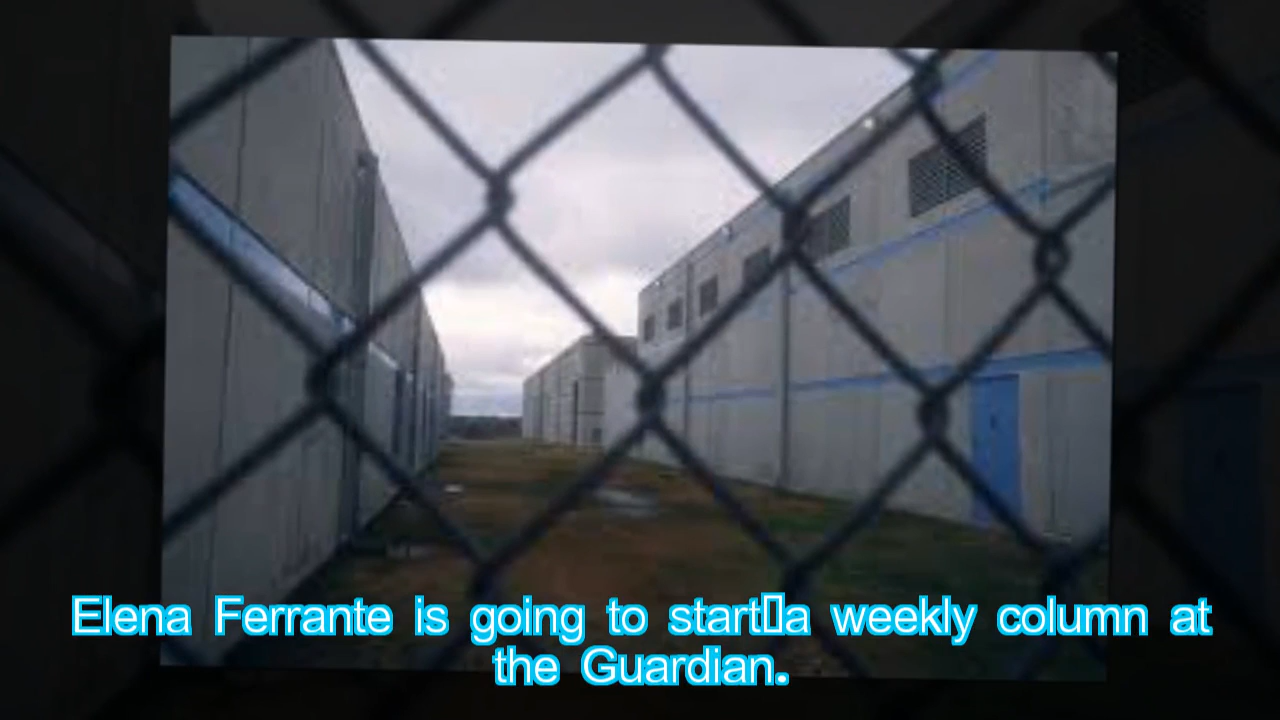 Elena Ferrante is going to start▯a weekly column at
the Guardian.